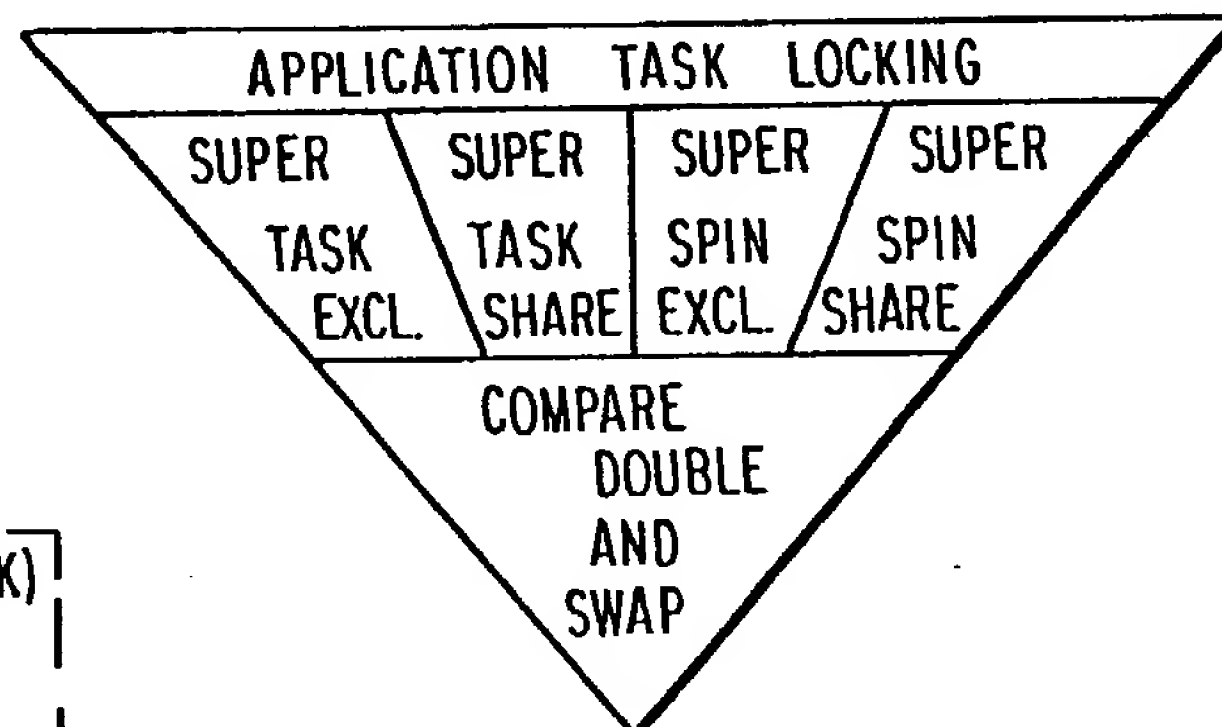 APPLICATION TASK LOCKING
SUPER
TASK
EXCL.
SUPER
TASK
SHARE
SUPER
SPIN
EXCL.
SUPER
SPIN
SHARE
COMPARE
DOUBLE
AND
SWAP
K)